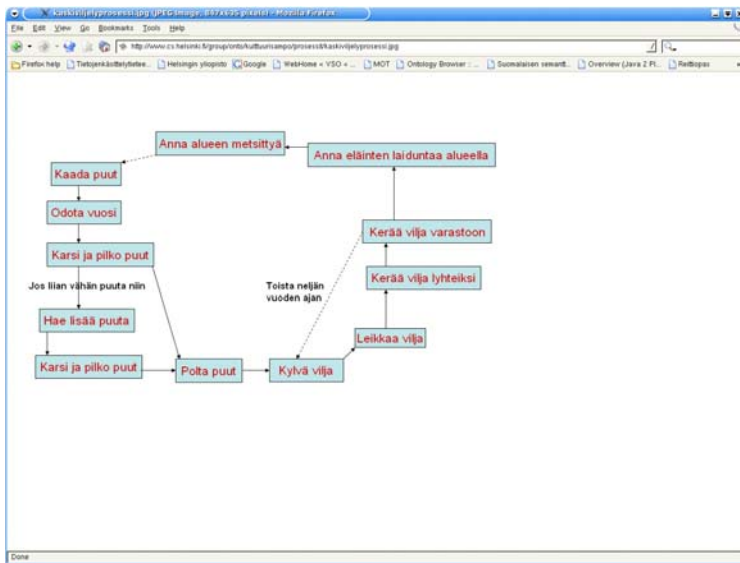 kaskiviljelyprosessi.jpg (JPEG Image, 847x635 pixels) - Mozilla Firefox
File Edit View Go Bookmarks Tools Help
http://www.cs.helsinki.fi/group/onto/kulttuurisampo/prosessit/kaskiviljelyprosessi.jpg
Firefox help Tietojenkäsittelytietee... Helsingin yliopisto Google WebHome < VSO < ... MOT Ontology Browser : ... Suomalaisen semantt... Overview (Java 2 Pl... Reittiopas
Anna alueen metsittyä
Anna eläinten laiduntaa alueella
Kaada puut
Odota vuosi
Kerää vilja varastoon
Karsi ja pilko puut
Jos liian vähän puuta niin
Toista neljän
vuoden ajan
Kerää vilja lyhteiksi
Hae lisää puuta
Leikkaa vilja
Karsi ja pilko puut
Polta puut
Kylvä vilja
Done